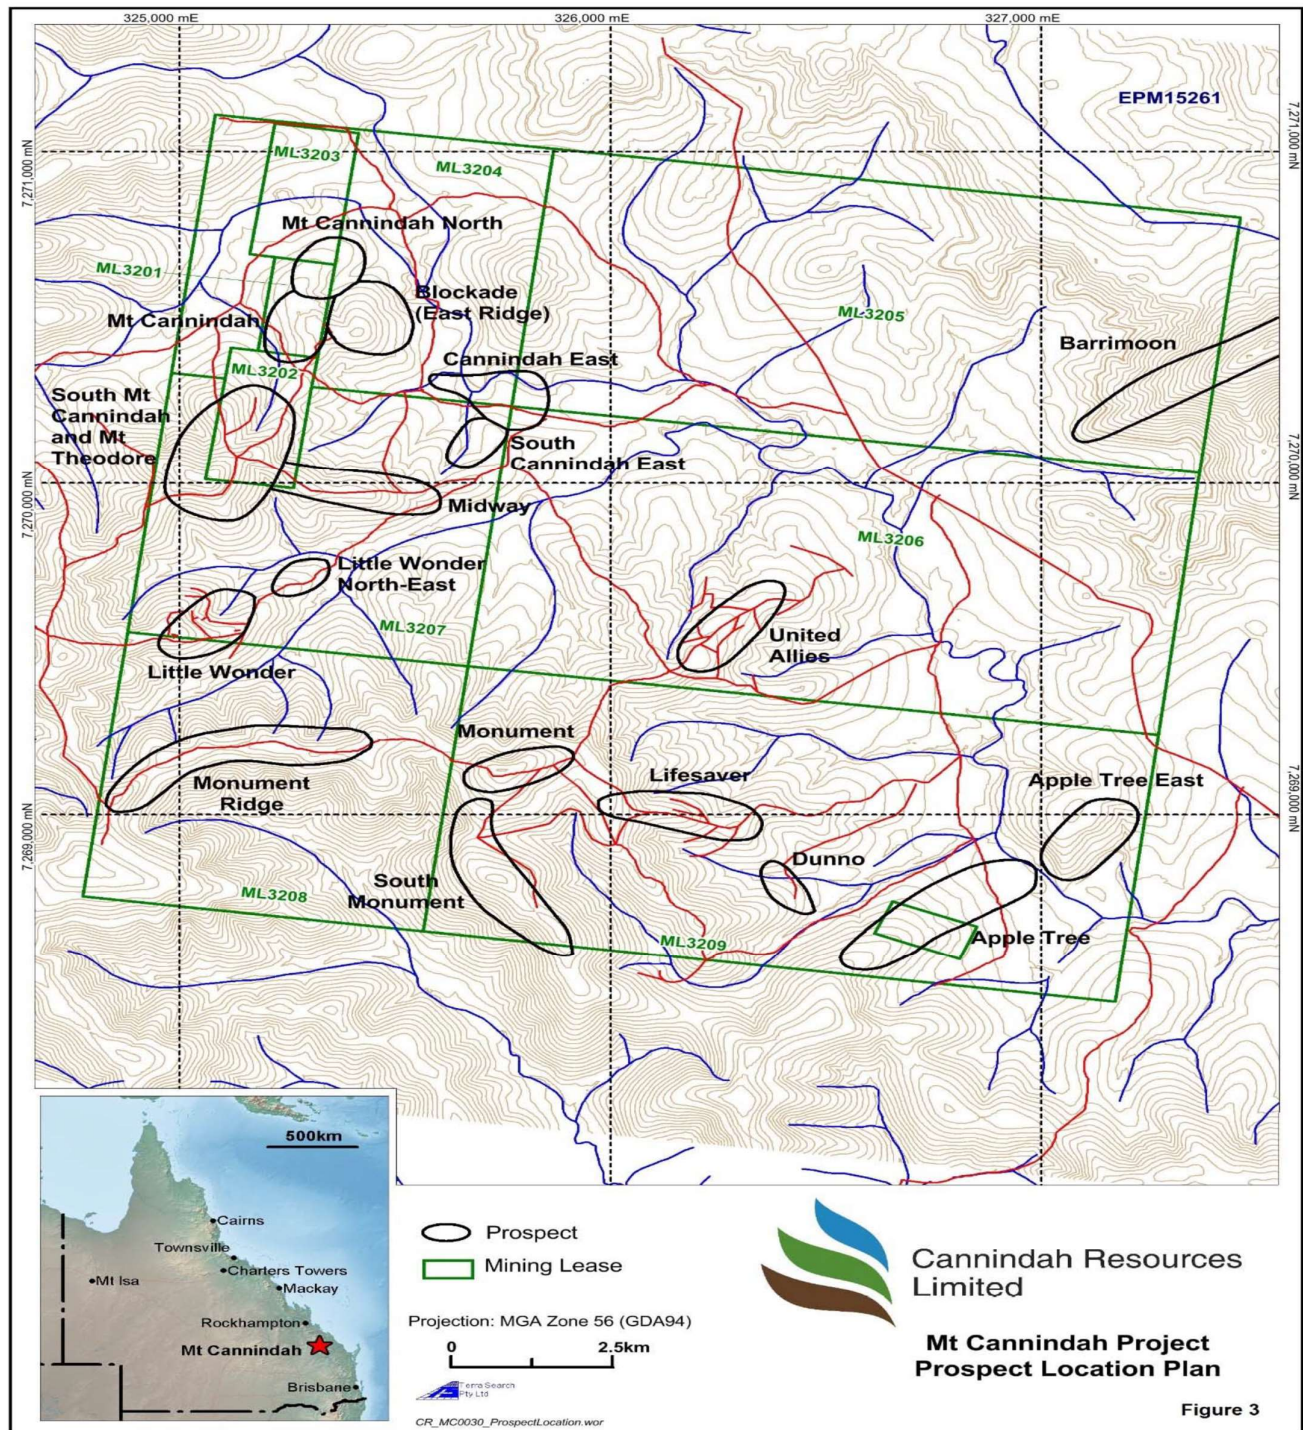 325,000 mE
326,000 mE
327,000 mE
EPM15261
7,271,000 mN
7,271,000 mN
ML3203
ML3204
Mt Cannindah North
ML3201
Blockade
(East Ridge)
Mt Cannindah
ML3205
Barrimoon
Cannindah East
ML3202
South Mt
Cannindah
and Mt
Theodore
South
Cannindah East
7,270,000 mN
7,270,000 mN
Midway
ML3206
Little Wonder
North-East
ML3207
United
Allies
Little Wonder
Monument
Monument
Ridge
Lifesaver
Apple Tree East
7,269,000 mN
7,269,000 mN
Dunno
South
Monument
ML3208
ML3209
Apple Tree
500km
Cairns
Townsville
Charters Towers
Mt Isa
Mackay
Rockhampton
Mt Cannindah
Brisbane
Prospect
Mining Lease
Projection: MGA Zone 56 (GDA94)
0 2.5km
Terra Search
Pty Ltd
CR_MC0030_ProspectLocation.wor
Cannindah Resources
Limited
Mt Cannindah Project
Prospect Location Plan
Figure 3